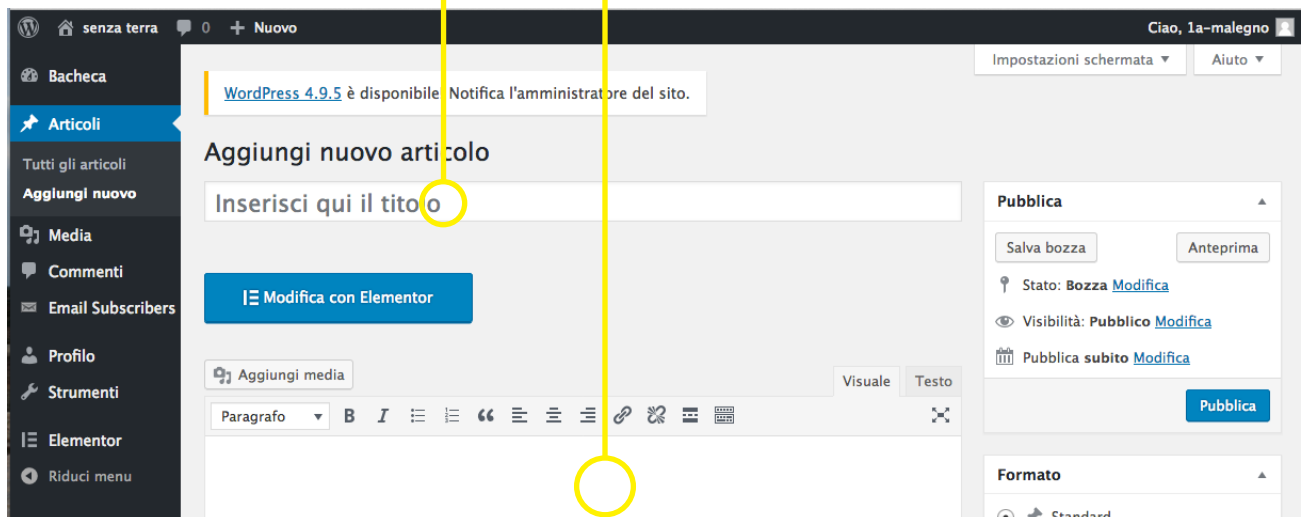 senza terra 0 + Nuovo Ciao, 1a-malegno
Impostazioni schermata ▼ Aiuto ▼
Bacheca
WordPress 4.9.5 è disponibile! Notifica l'amministratore del sito.
Articoli
Tutti gli articoli
Aggiungi nuovo
Media
Commenti
Email Subscribers
Profilo
Strumenti
Elementor
Riduci menu
Aggiungi nuovo articolo
Inserisci qui il titolo
Modifica con Elementor
Aggiungi media
Visuale Testo
Paragrafo ▼ B I
Pubblica
Salva bozza Anteprima
Stato: Bozza Modifica
Visibilità: Pubblico Modifica
Pubblica subito Modifica
Pubblica
Formato
Standard